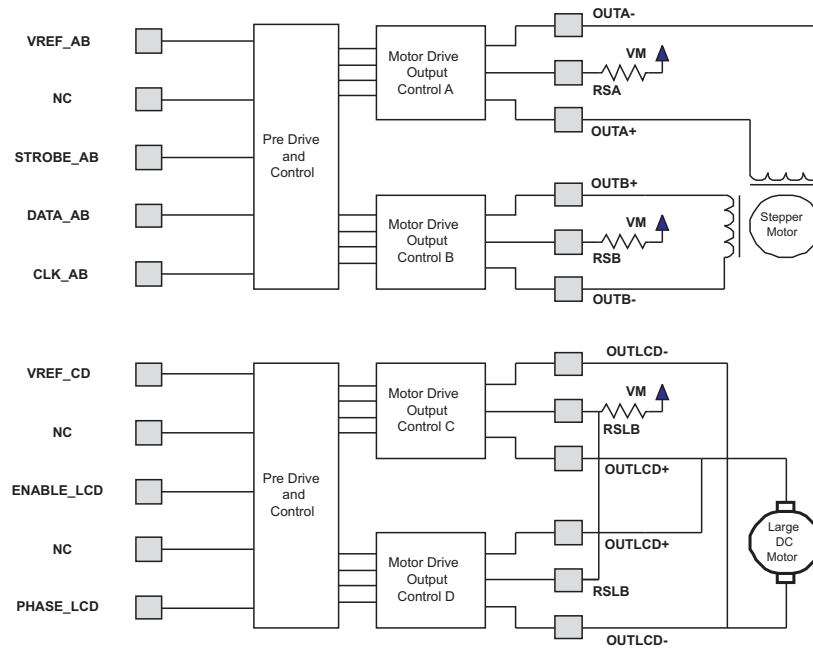 VREF_AB
NC
STROBE_AB
DATA_AB
CLK_AB
Pre Drive
and
Control
Motor Drive
Output
Control A
Motor Drive
Output
Control B
OUTA-
VM
RSA
OUTA+
OUTB+
VM
RSB
OUTB-
Stepper
Motor
VREF_CD
NC
ENABLE_LCD
NC
PHASE_LCD
Pre Drive
and
Control
Motor Drive
Output
Control C
Motor Drive
Output
Control D
OUTLCD-
VM
RSLB
OUTLCD+
OUTLCD+
RSLB
OUTLCD-
Large
DC
Motor